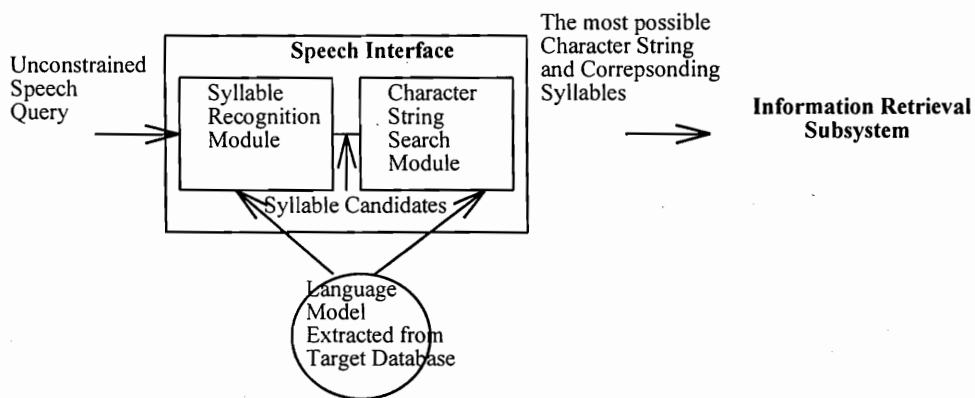 Unconstrained
Speech
Query
Speech Interface
Syllable
Recognition
Module
Character
String
Search
Module
Syllable Candidates
The most possible
Character String
and Correpsonding
Syllables
Information Retrieval
Subsystem
Language
Model
Extracted from
Target Database